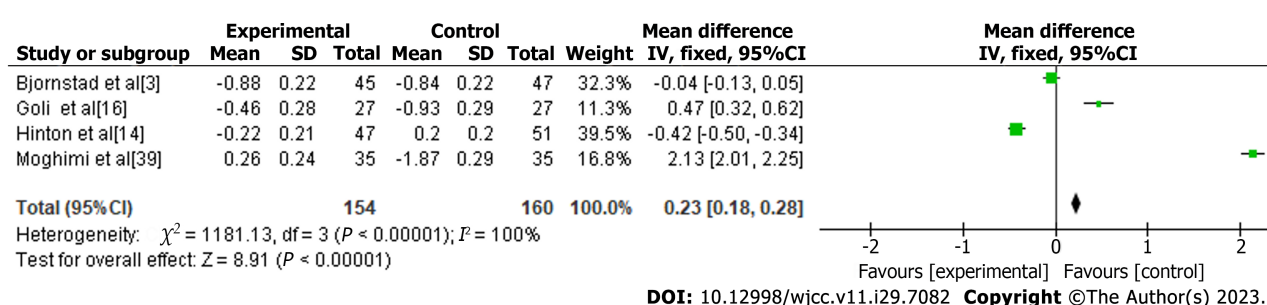 Experimental Control Mean difference Mean difference
Study or subgroup Mean SD Total Mean SD Total Weight IV, fixed, 95%CI IV, fixed, 95%CI
Bjornstad et al[3] -0.88 0.22 45 -0.84 0.22 47 32.3% -0.04 [-0.13, 0.05]
Goli et al[16] -0.46 0.28 27 -0.93 0.29 27 11.3% 0.47 [0.32, 0.62]
Hinton et al[14] -0.22 0.21 47 0.2 0.2 51 39.5% -0.42 [-0.50, -0.34]
Moghimi et al[39] 0.26 0.24 35 -1.87 0.29 35 16.8% 2.13 [2.01, 2.25]
Total (95%CI) 154 160 100.0% 0.23 [0.18, 0.28]
Heterogeneity: χ² = 1181.13, df = 3 (P < 0.00001); I² = 100%
Test for overall effect: Z = 8.91 (P < 0.00001)
-2 -1 0 1 2
Favours [experimental] Favours [control]
DOI: 10.12998/wjcc.v11.i29.7082 Copyright ©The Author(s) 2023.